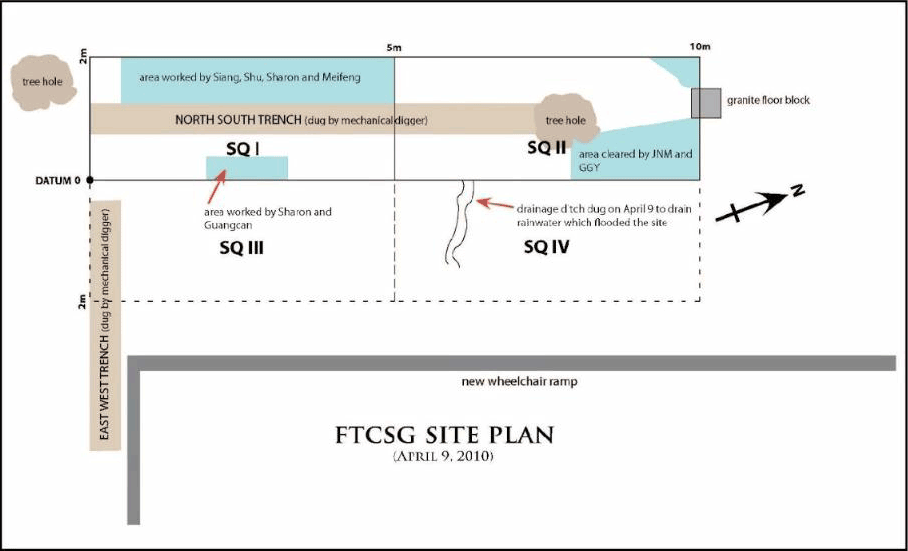 5m
10m
2m
tree hole
area worked by Siang, Shu, Sharon and Meifeng
granite floor block
NORTH SOUTH TRENCH (dug by mechanical digger)
tree hole
SQ I
SQ II
area cleared by JNM and
GGY
DATUM 0
N
area worked by Sharon and
Guangcan
drainage ditch dug on April 9 to drain
rainwater which flooded the site
SQ III
SQ IV
2m
EAST WEST TRENCH (dug by mechanical digger)
new wheelchair ramp
FTCSG SITE PLAN
(APRIL 9, 2010)